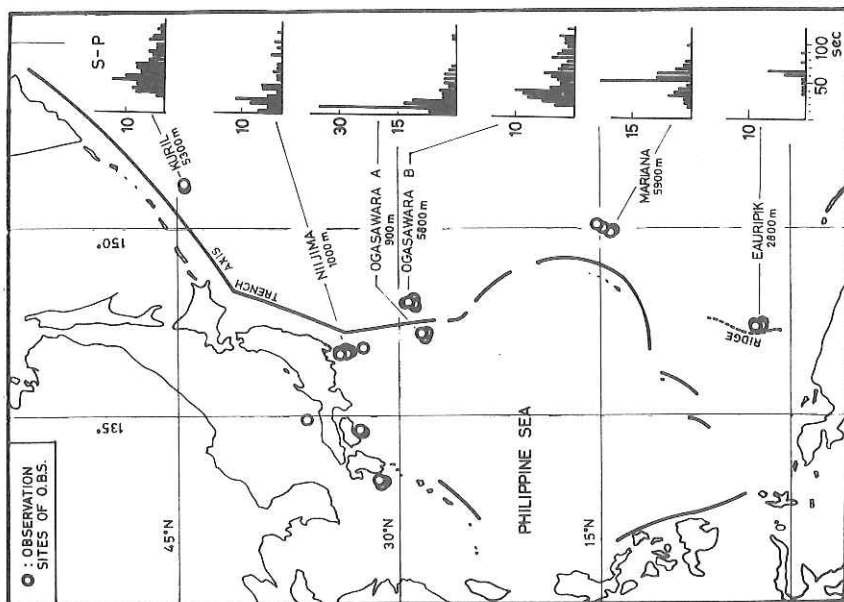 O : OBSERVATION
SITES OF O.B.S.
S-P
10
KURIL
5300m
10
NIIJIMA
1000m
30
15
OGASAWARA A
900m
OGASAWARA B
5800m
10
15
MARIANA
5900m
10
EAURIPIK
2800m
50
100
sec
TRENCH
AXIS
RIDGE
PHILIPPINE SEA
150°
135°
45°N
30°N
15°N
0°